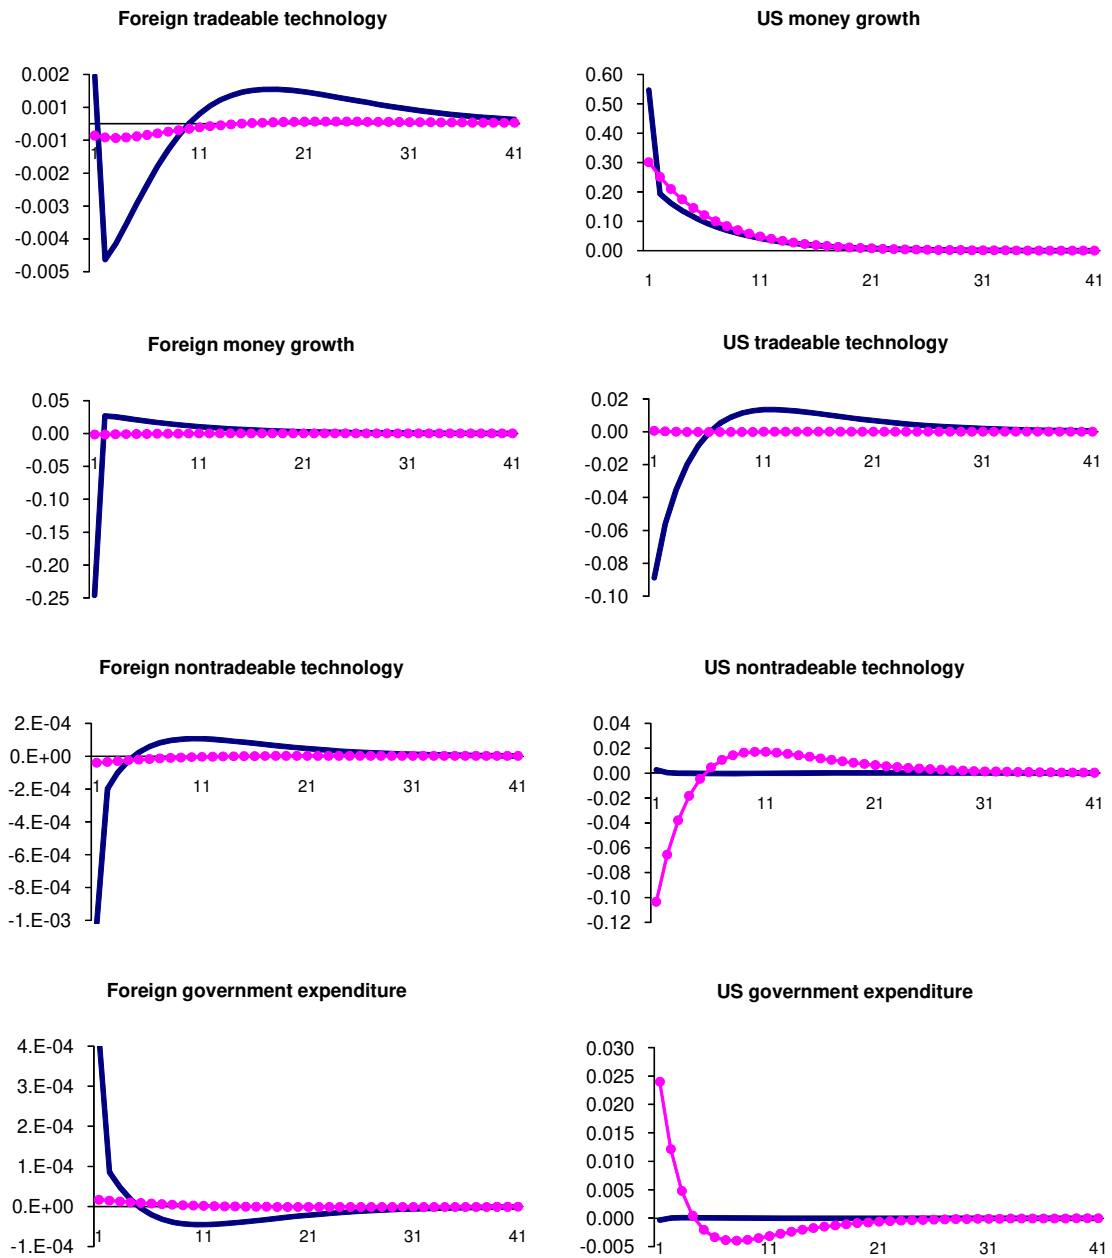 Foreign tradeable technology
0.002
0.001
-0.001
-0.002
-0.003
-0.004
-0.005
1 11 21 31 41
US money growth
0.60
0.50
0.40
0.30
0.20
0.10
0.00
1 11 21 31 41
Foreign money growth
0.05
0.00
-0.05
-0.10
-0.15
-0.20
-0.25
1 11 21 31 41
US tradeable technology
0.02
0.00
-0.02
-0.04
-0.06
-0.08
-0.10
1 11 21 31 41
Foreign nontradeable technology
2.E-04
0.E+00
-2.E-04
-4.E-04
-6.E-04
-8.E-04
-1.E-03
1 11 21 31 41
US nontradeable technology
0.04
0.02
0.00
-0.02
-0.04
-0.06
-0.08
-0.10
-0.12
1 11 21 31 41
Foreign government expenditure
4.E-04
3.E-04
2.E-04
1.E-04
0.E+00
-1.E-04
1 11 21 31 41
US government expenditure
0.030
0.025
0.020
0.015
0.010
0.005
0.000
-0.005
1 11 21 31 41